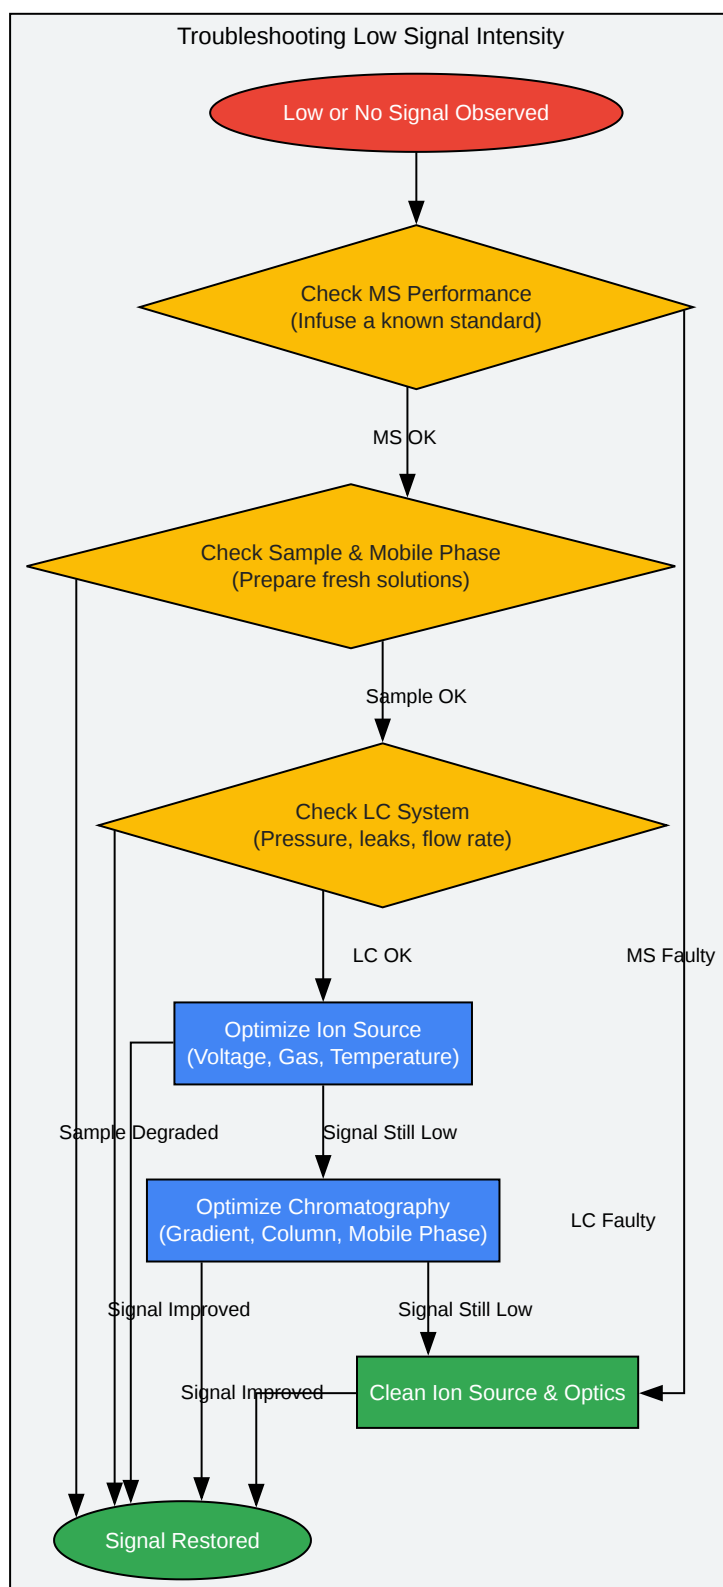 Troubleshooting Low Signal Intensity
Low or No Signal Observed
Check MS Performance
(Infuse a known standard)
MS OK
Check Sample & Mobile Phase
(Prepare fresh solutions)
Sample OK
Check LC System
(Pressure, leaks, flow rate)
LC OK
MS Faulty
Optimize Ion Source
(Voltage, Gas, Temperature)
Sample Degraded
Signal Still Low
Optimize Chromatography
(Gradient, Column, Mobile Phase)
LC Faulty
Signal Improved
Signal Still Low
Signal Improved
Clean Ion Source & Optics
Signal Restored